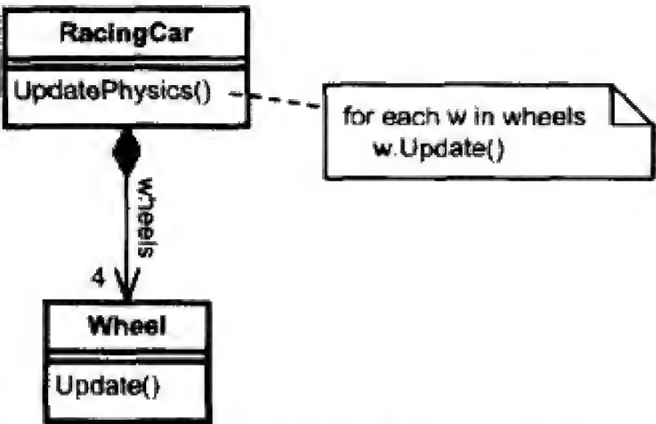 RacingCar
UpdatePhysics()
for each w in wheels
w.Update()
wheels
4
Wheel
Update()